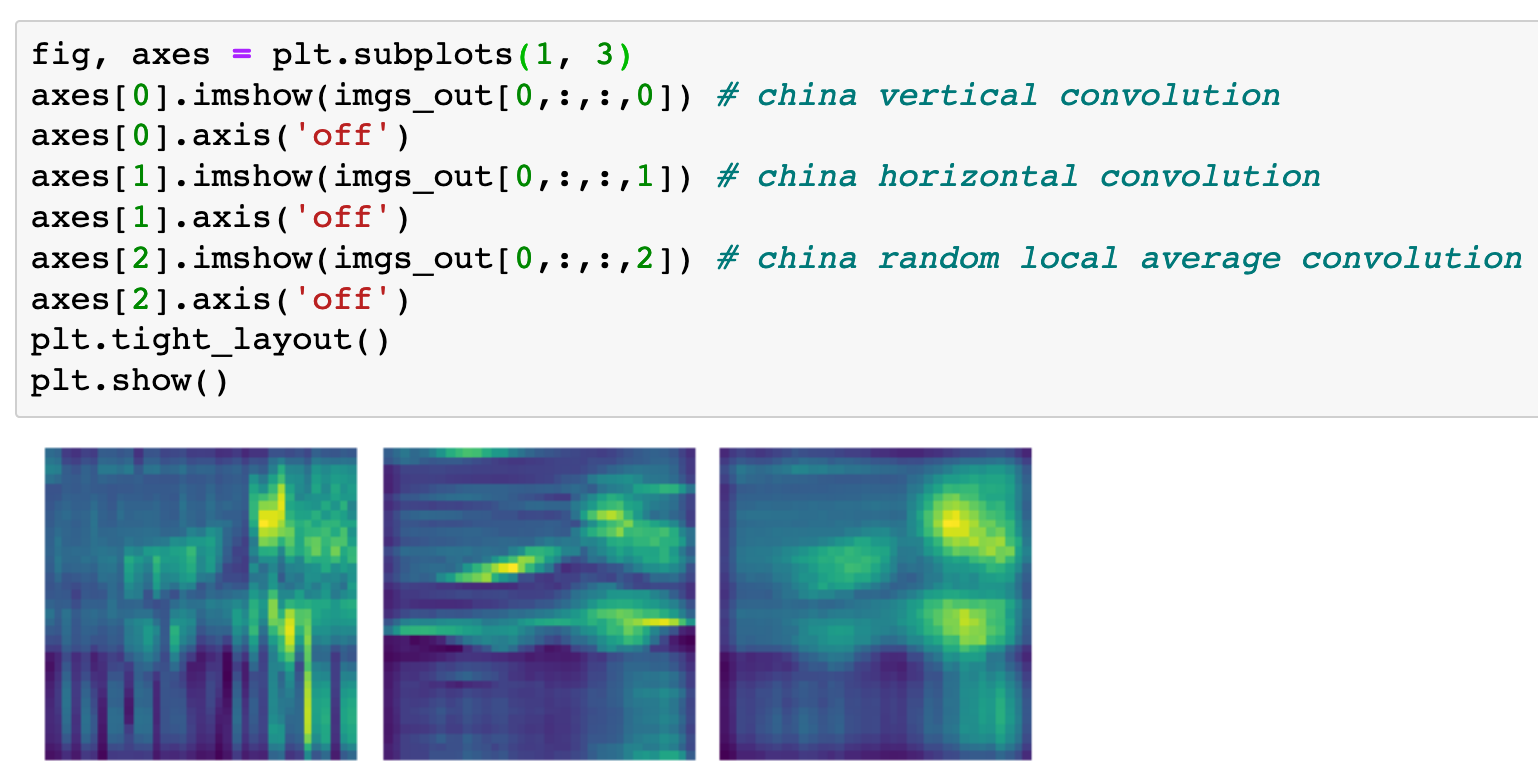 fig, axes = plt.subplots(1, 3)
axes[0].imshow(imgs_out[0,:,:,0]) # china vertical convolution
axes[0].axis('off')
axes[1].imshow(imgs_out[0,:,:,1]) # china horizontal convolution
axes[1].axis('off')
axes[2].imshow(imgs_out[0,:,:,2]) # china random local average convolution
axes[2].axis('off')
plt.tight_layout()
plt.show()